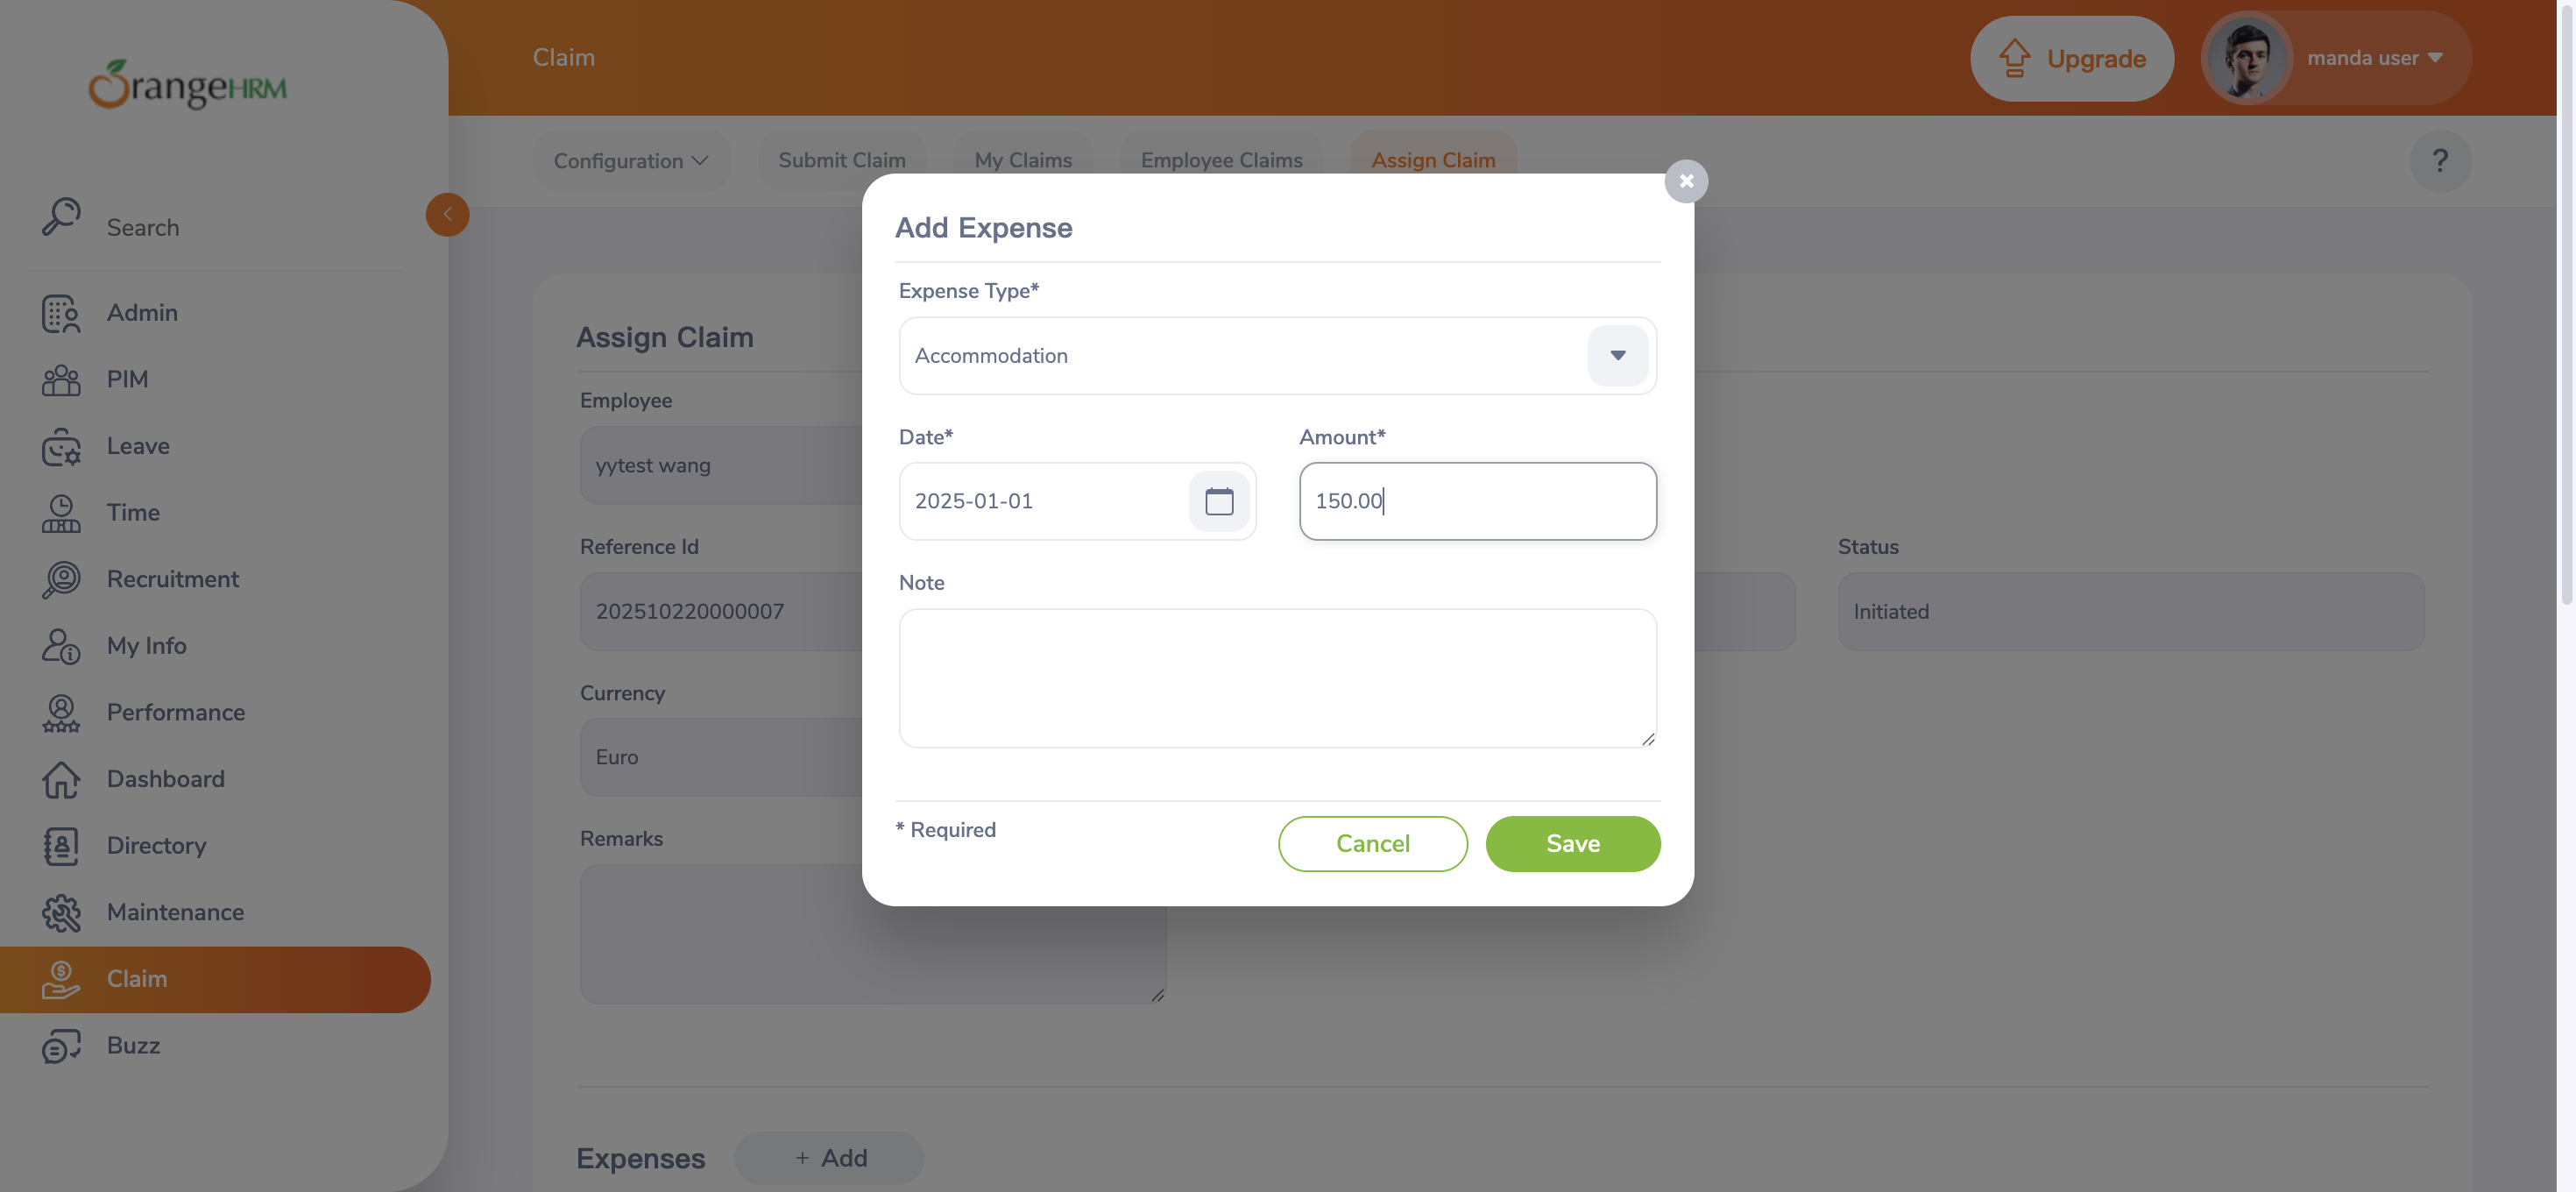 OrangeHRM
Claim
Upgrade
manda user
Configuration
Submit Claim
My Claims
Employee Claims
Assign Claim
?
Search
Admin
PIM
Leave
Time
Recruitment
My Info
Performance
Dashboard
Directory
Maintenance
Claim
Buzz
Assign Claim
Employee
yytest wang
Reference Id
202510220000007
Status
Initiated
Currency
Euro
Remarks
Expenses
+ Add
Add Expense
Expense Type*
Accommodation
Date*
Amount*
2025-01-01
150.00
Note
* Required
Cancel
Save